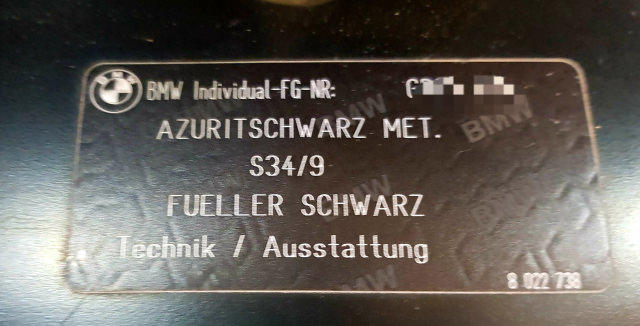 BMW Individual-FG-NR:
AZURITSCHWARZ MET.
S34/9
FUELLER SCHWARZ
Technik / Ausstattung
8 022 738